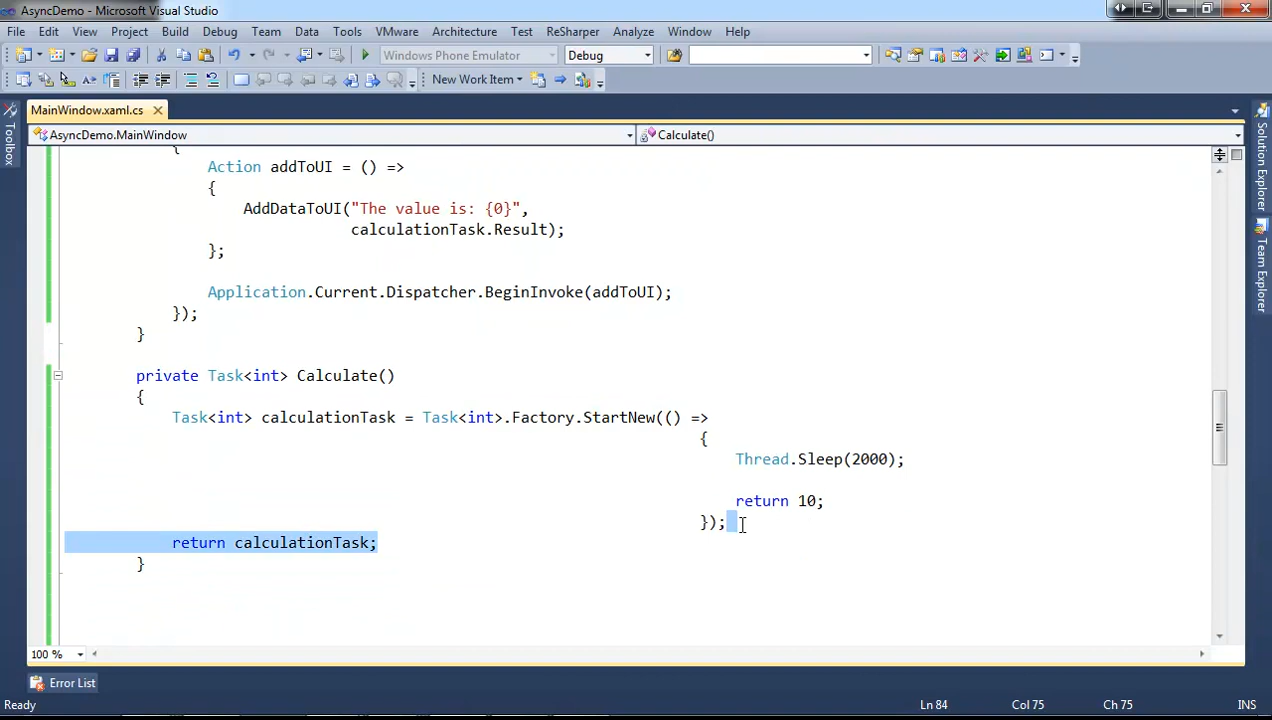 AsyncDemo - Microsoft Visual Studio
File Edit View Project Build Debug Team Data Tools VMware Architecture Test ReSharper Analyze Window Help
Windows Phone Emulator Debug
New Work Item
MainWindow.xaml.cs
AsyncDemo.MainWindow Calculate()
Toolbox
Solution Explorer
Team Explorer
{
Action addToUI = () =>
{
AddDataToUI("The value is: {0}",
calculationTask.Result);
};
Application.Current.Dispatcher.BeginInvoke(addToUI);
});
}
private Task<int> Calculate()
{
Task<int> calculationTask = Task<int>.Factory.StartNew(() =>
{
Thread.Sleep(2000);
return 10;
});
return calculationTask;
}
100 %
Error List
Ready Ln 84 Col 75 Ch 75 INS